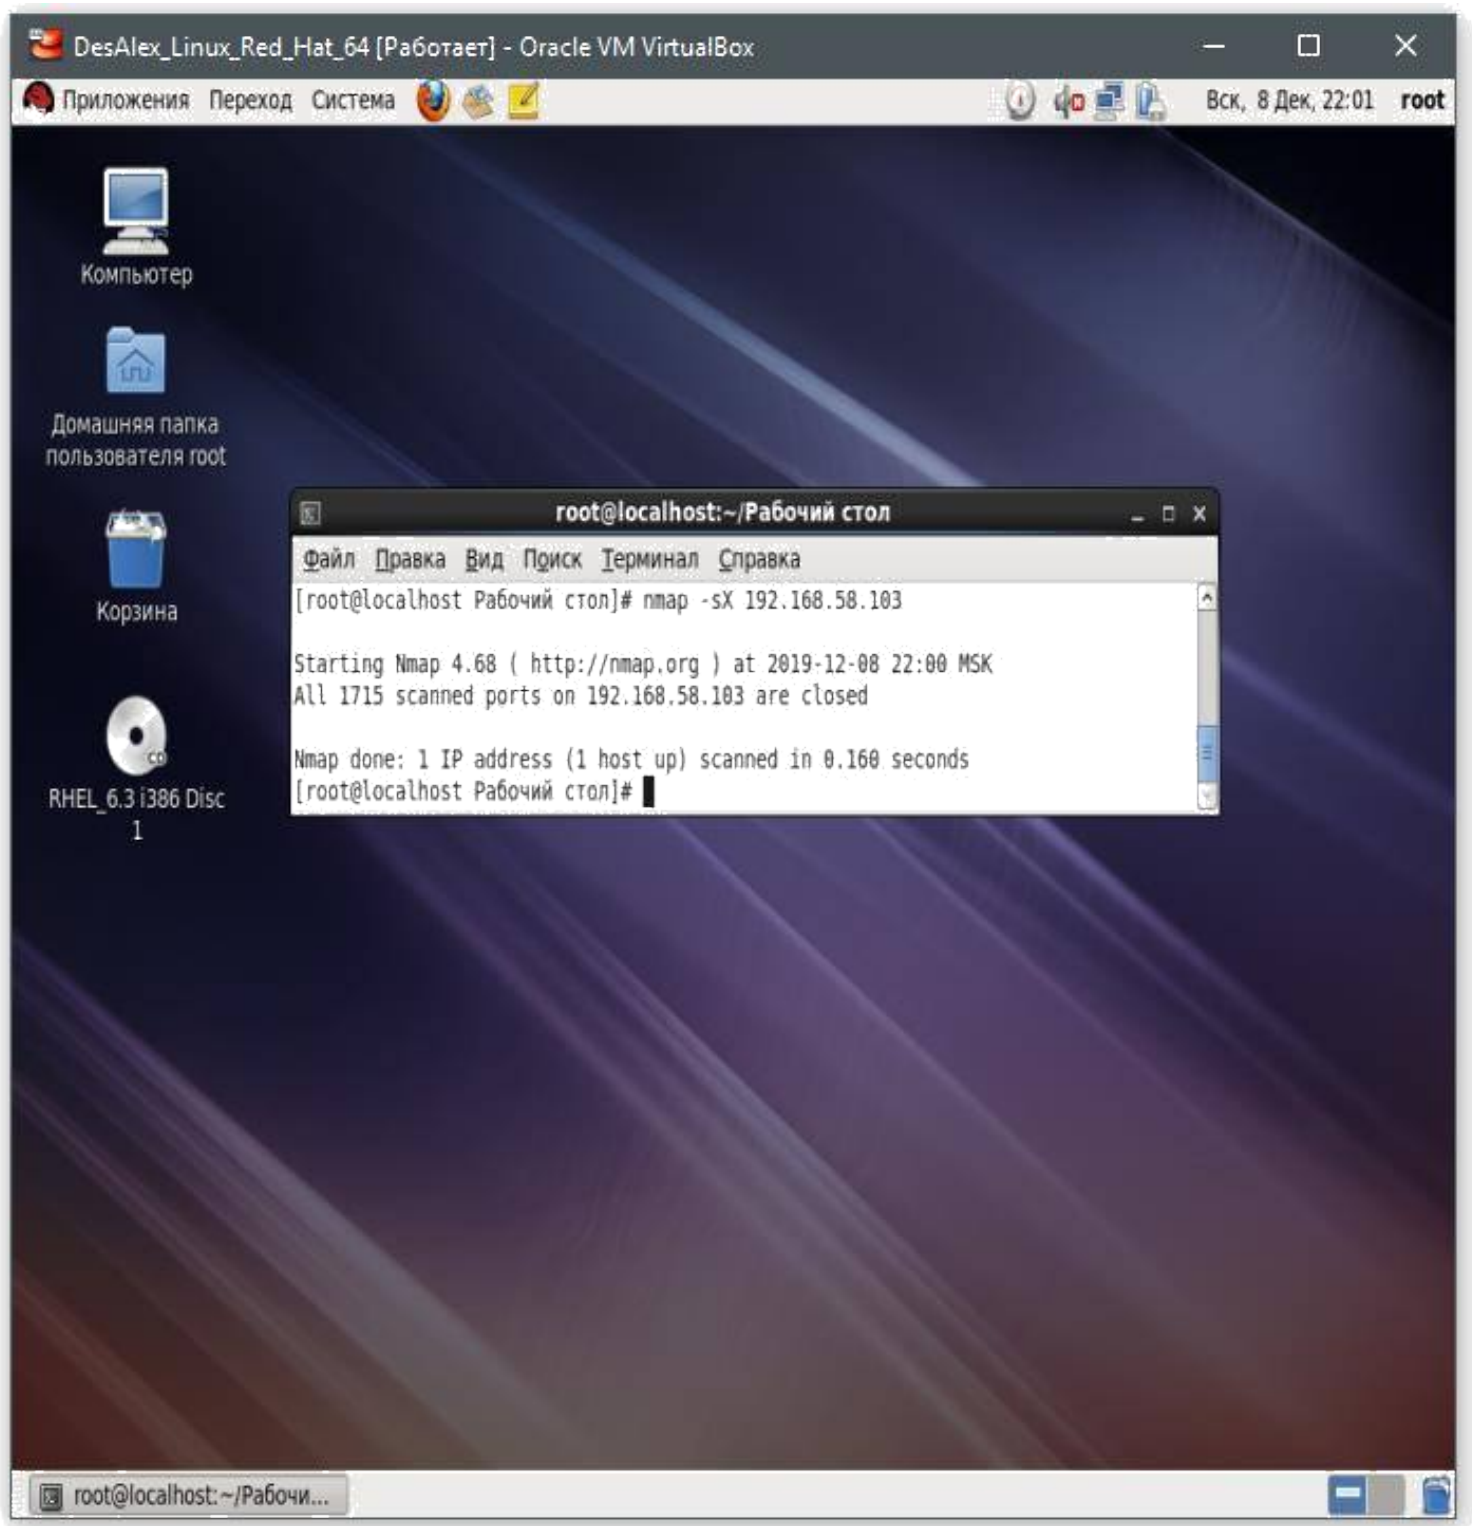 DesAlex_Linux_Red_Hat_64 [Работает] - Oracle VM VirtualBox
Приложения Переход Система Вск, 8 Дек, 22:01 root
Компьютер
Домашняя папка
пользователя root
Корзина
RHEL_6.3 i386 Disc
1
root@localhost:~/Рабочий стол
Файл Правка Вид Поиск Терминал Справка
[root@localhost Рабочий стол]# nmap -sX 192.168.58.103
Starting Nmap 4.68 ( http://nmap.org ) at 2019-12-08 22:00 MSK
All 1715 scanned ports on 192.168.58.103 are closed
Nmap done: 1 IP address (1 host up) scanned in 0.160 seconds
[root@localhost Рабочий стол]#
root@localhost:~/Рабочи...